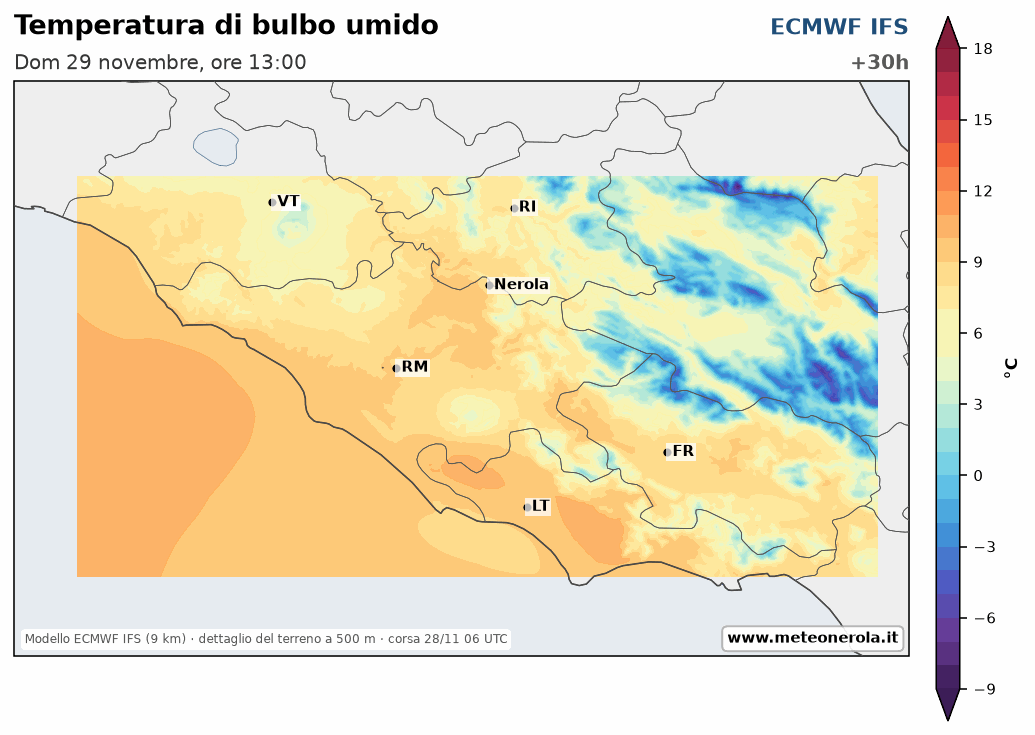 Temperatura di bulbo umido
ECMWF IFS
Dom 29 novembre, ore 13:00
+30h
VT
RI
Nerola
RM
FR
LT
Modello ECMWF IFS (9 km) · dettaglio del terreno a 500 m · corsa 28/11 06 UTC
www.meteonerola.it
18
15
12
9
6
3
0
−3
−6
−9
°C